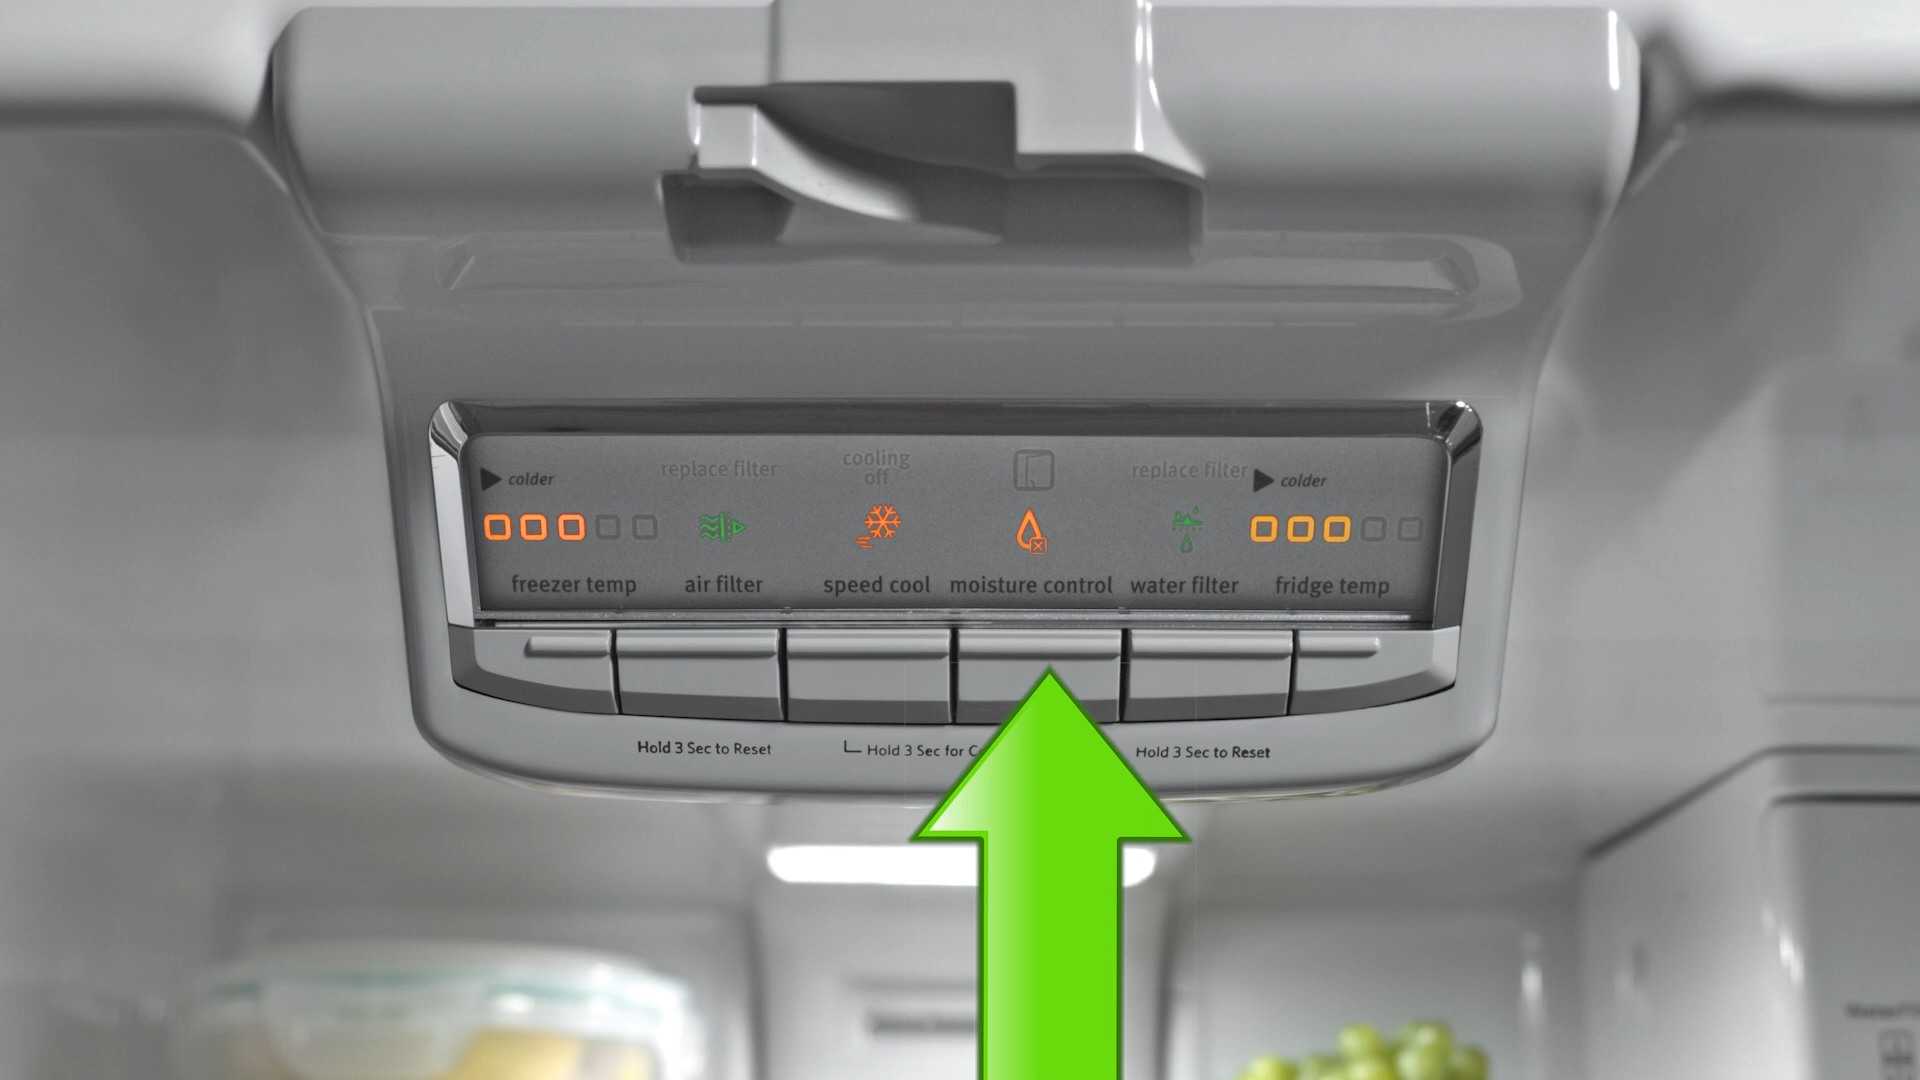 colder
replace filter
cooling
off
replace filter
colder
freezer temp
air filter
speed cool
moisture control
water filter
fridge temp
Hold 3 Sec to Reset
Hold 3 Sec for
Hold 3 Sec to Reset